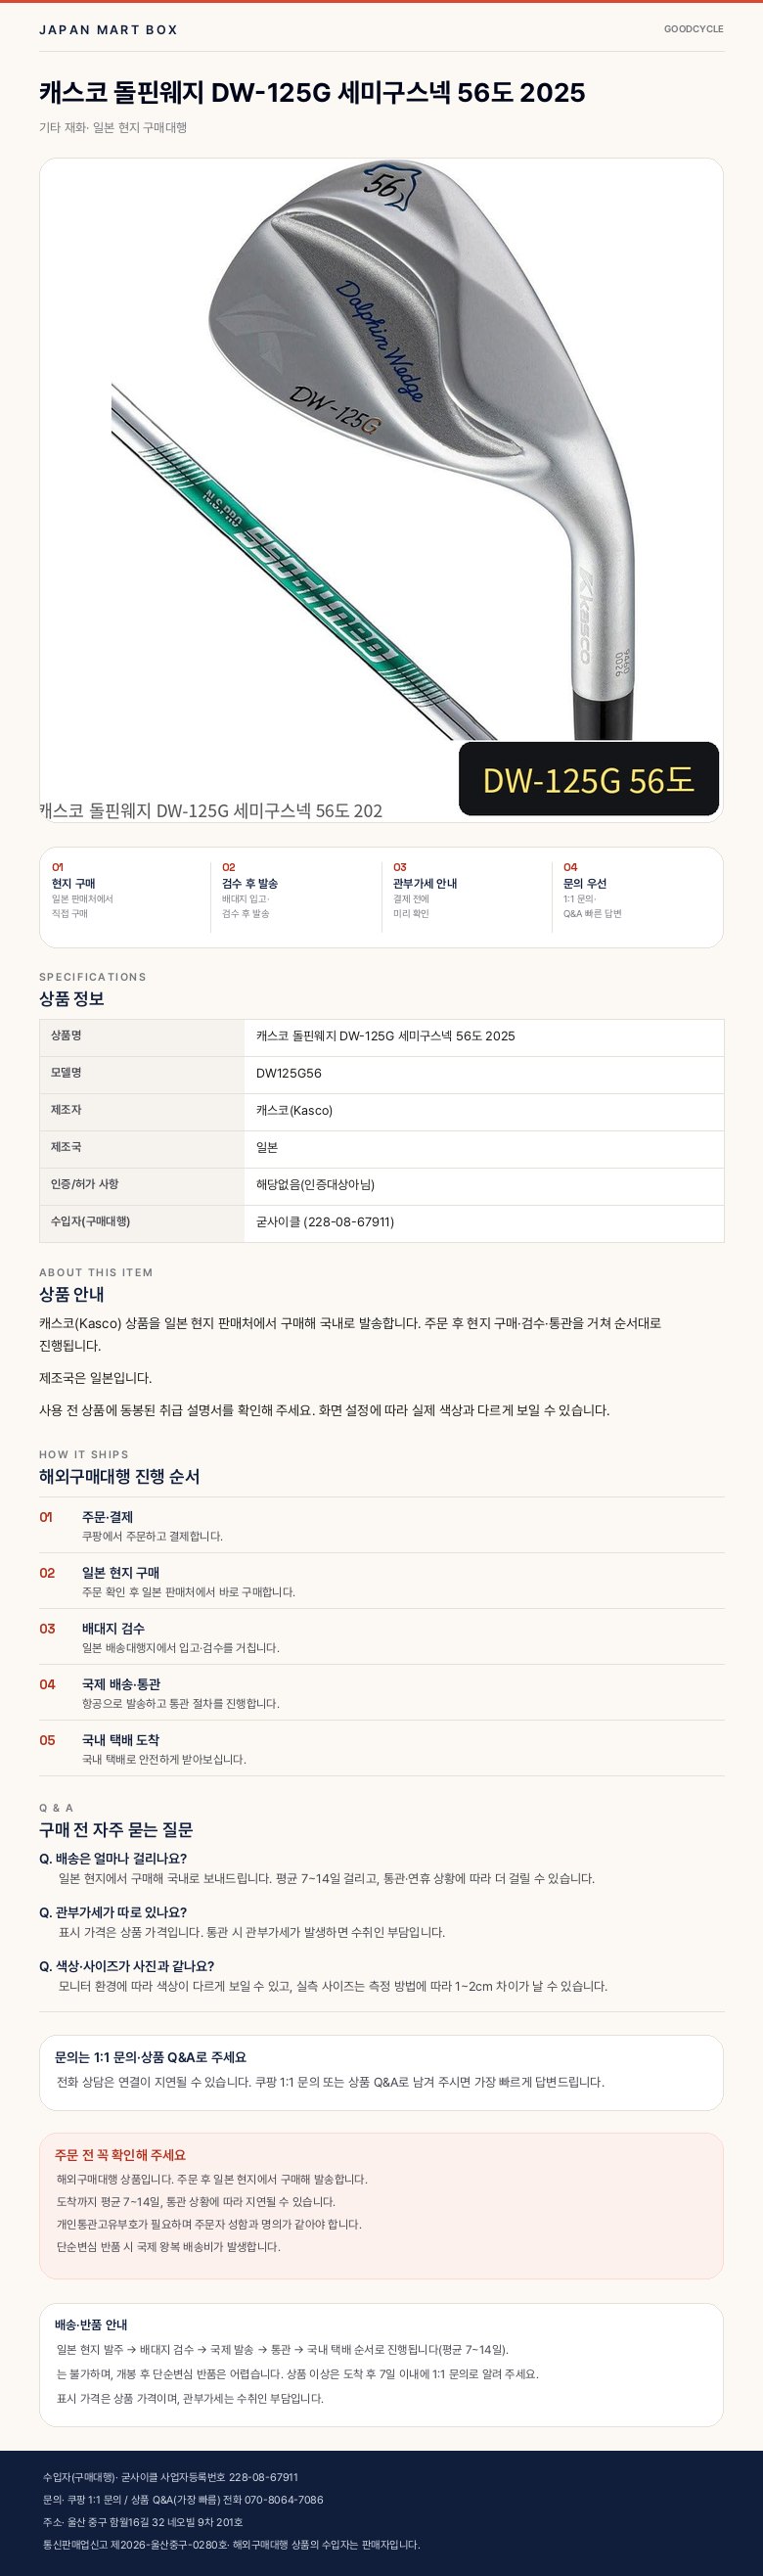 JAPAN MART BOX
GOODCYCLE
캐스코 돌핀웨지 DW-125G 세미구스넥 56도 2025
기타 재화· 일본 현지 구매대행
56
Dolphin Wedge
DW-125G
N.S.PRO
950GH neo
Kasco
DW-125G 56도
캐스코 돌핀웨지 DW-125G 세미구스넥 56도 202
01
현지 구매
일본 판매처에서
직접 구매
02
검수 후 발송
배대지 입고·
검수 후 발송
03
관부가세 안내
결제 전에
미리 확인
04
문의 우선
1:1 문의·
Q&A 빠른 답변
SPECIFICATIONS
상품 정보
상품명 캐스코 돌핀웨지 DW-125G 세미구스넥 56도 2025
모델명 DW125G56
제조자 캐스코(Kasco)
제조국 일본
인증/허가 사항 해당없음(인증대상아님)
수입자(구매대행) 굳사이클 (228-08-67911)
ABOUT THIS ITEM
상품 안내
캐스코(Kasco) 상품을 일본 현지 판매처에서 구매해 국내로 발송합니다. 주문 후 현지 구매·검수·통관을 거쳐 순서대로
진행됩니다.
제조국은 일본입니다.
사용 전 상품에 동봉된 취급 설명서를 확인해 주세요. 화면 설정에 따라 실제 색상과 다르게 보일 수 있습니다.
HOW IT SHIPS
해외구매대행 진행 순서
01 주문·결제
쿠팡에서 주문하고 결제합니다.
02 일본 현지 구매
주문 확인 후 일본 판매처에서 바로 구매합니다.
03 배대지 검수
일본 배송대행지에서 입고·검수를 거칩니다.
04 국제 배송·통관
항공으로 발송하고 통관 절차를 진행합니다.
05 국내 택배 도착
국내 택배로 안전하게 받아보십니다.
Q & A
구매 전 자주 묻는 질문
Q. 배송은 얼마나 걸리나요?
일본 현지에서 구매해 국내로 보내드립니다. 평균 7~14일 걸리고, 통관·연휴 상황에 따라 더 걸릴 수 있습니다.
Q. 관부가세가 따로 있나요?
표시 가격은 상품 가격입니다. 통관 시 관부가세가 발생하면 수취인 부담입니다.
Q. 색상·사이즈가 사진과 같나요?
모니터 환경에 따라 색상이 다르게 보일 수 있고, 실측 사이즈는 측정 방법에 따라 1~2cm 차이가 날 수 있습니다.
문의는 1:1 문의·상품 Q&A로 주세요
전화 상담은 연결이 지연될 수 있습니다. 쿠팡 1:1 문의 또는 상품 Q&A로 남겨 주시면 가장 빠르게 답변드립니다.
주문 전 꼭 확인해 주세요
해외구매대행 상품입니다. 주문 후 일본 현지에서 구매해 발송합니다.
도착까지 평균 7~14일, 통관 상황에 따라 지연될 수 있습니다.
개인통관고유부호가 필요하며 주문자 성함과 명의가 같아야 합니다.
단순변심 반품 시 국제 왕복 배송비가 발생합니다.
배송·반품 안내
일본 현지 발주 → 배대지 검수 → 국제 발송 → 통관 → 국내 택배 순서로 진행됩니다(평균 7~14일).
는 불가하며, 개봉 후 단순변심 반품은 어렵습니다. 상품 이상은 도착 후 7일 이내에 1:1 문의로 알려 주세요.
표시 가격은 상품 가격이며, 관부가세는 수취인 부담입니다.
수입자(구매대행)· 굳사이클 사업자등록번호 228-08-67911
문의· 쿠팡 1:1 문의 / 상품 Q&A(가장 빠름) 전화 070-8064-7086
주소· 울산 중구 함월16길 32 네오빌 9차 201호
통신판매업신고 제2026-울산중구-0280호· 해외구매대행 상품의 수입자는 판매자입니다.